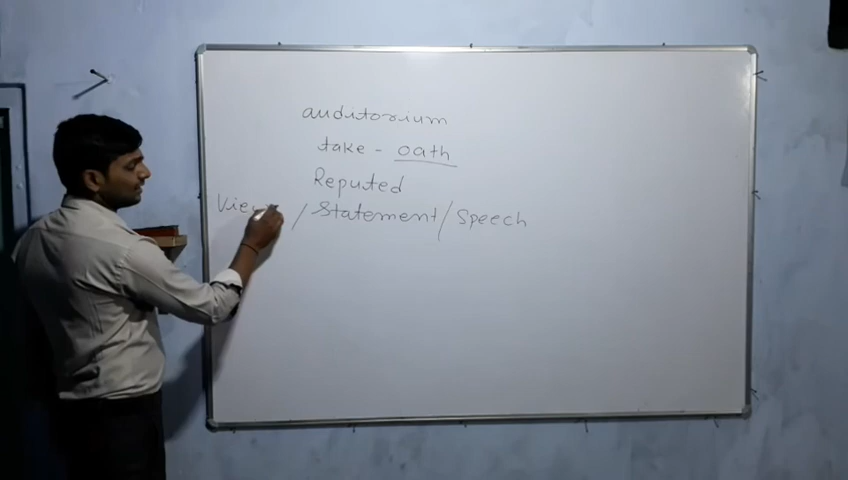 auditorium
take - oath
Reputed
View / Statement / Speech